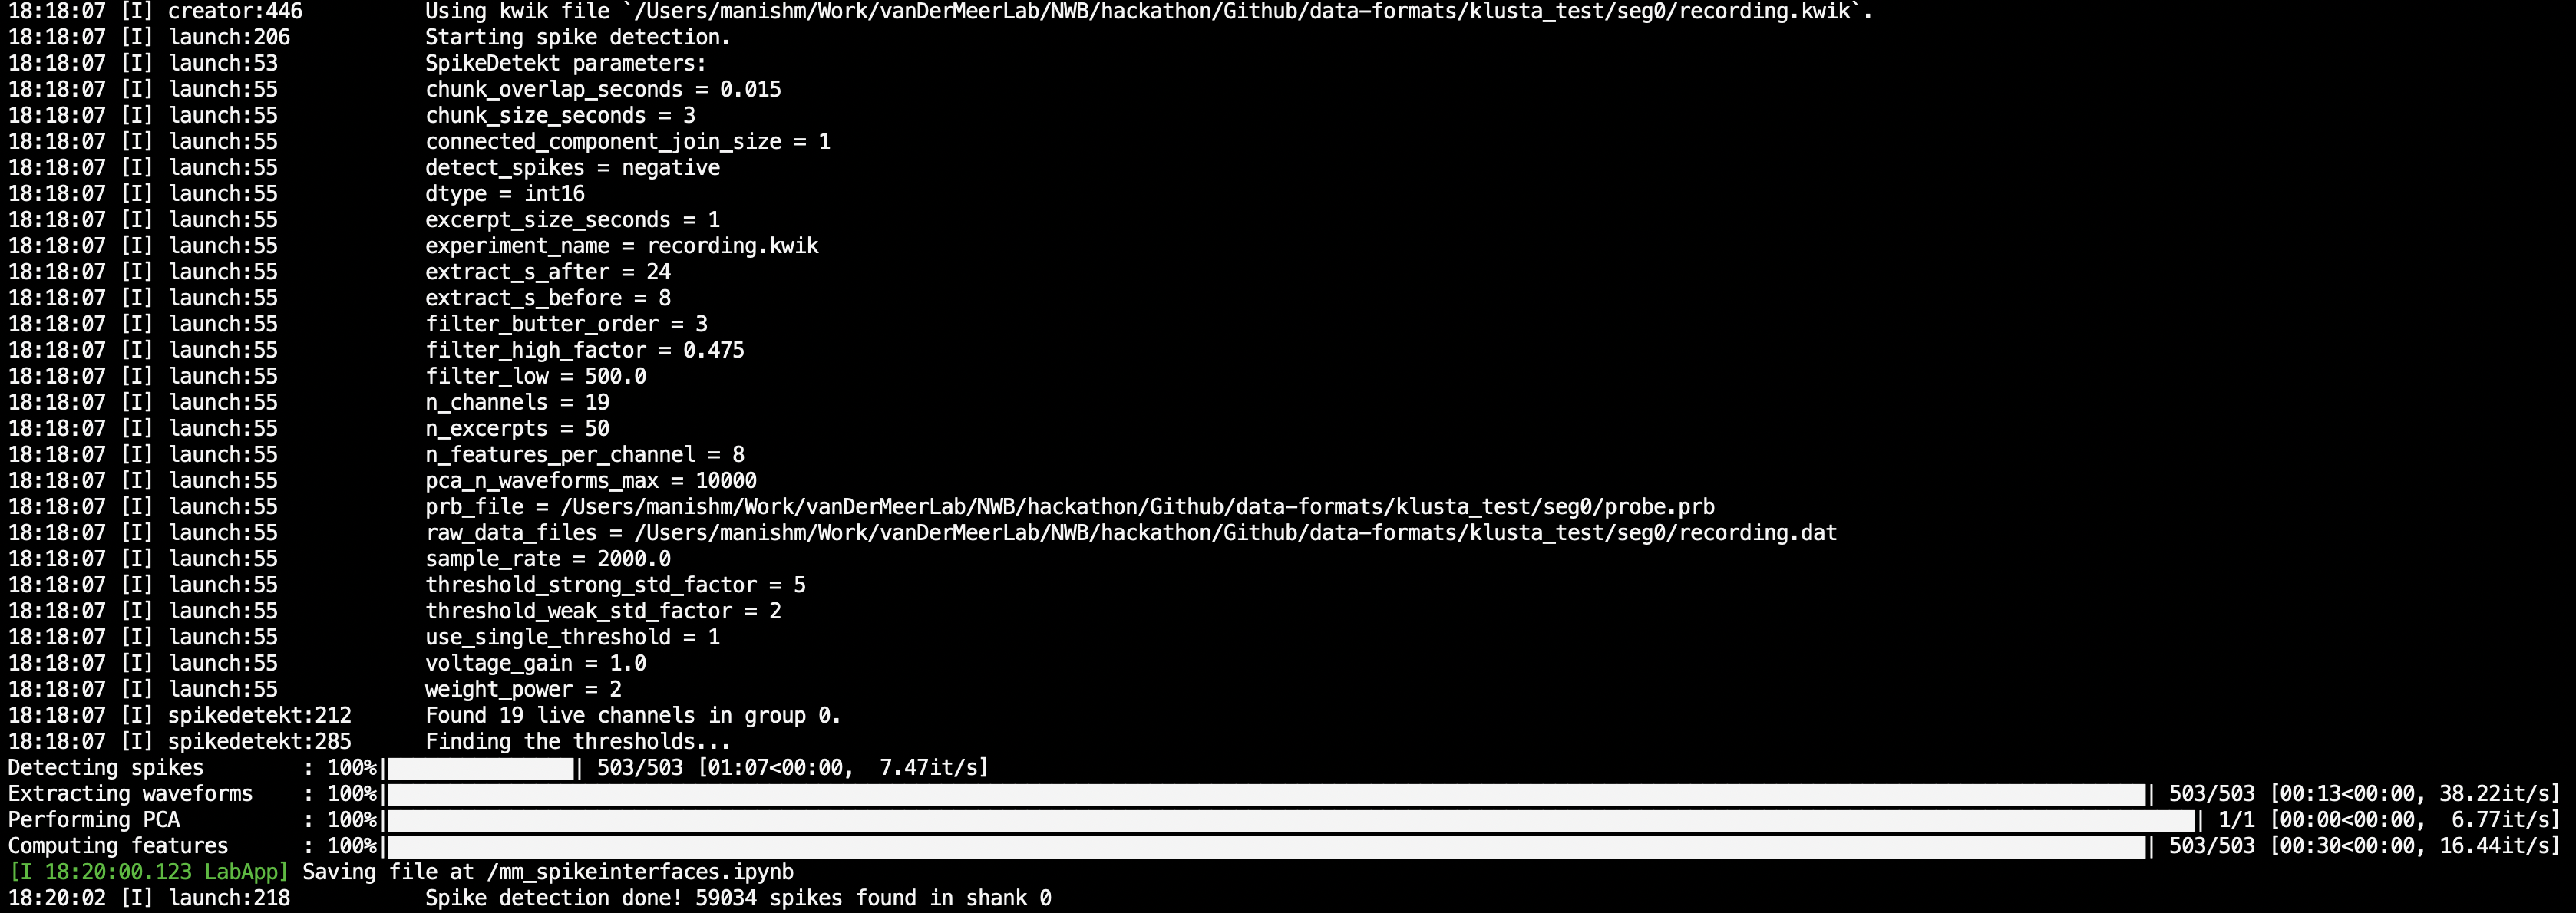 18:18:07 [I] creator:446 Using kwik file `/Users/manishm/Work/vanDerMeerLab/NWB/hackathon/Github/data-formats/klusta_test/seg0/recording.kwik`.
18:18:07 [I] launch:206 Starting spike detection.
18:18:07 [I] launch:53 SpikeDetekt parameters:
18:18:07 [I] launch:55 chunk_overlap_seconds = 0.015
18:18:07 [I] launch:55 chunk_size_seconds = 3
18:18:07 [I] launch:55 connected_component_join_size = 1
18:18:07 [I] launch:55 detect_spikes = negative
18:18:07 [I] launch:55 dtype = int16
18:18:07 [I] launch:55 excerpt_size_seconds = 1
18:18:07 [I] launch:55 experiment_name = recording.kwik
18:18:07 [I] launch:55 extract_s_after = 24
18:18:07 [I] launch:55 extract_s_before = 8
18:18:07 [I] launch:55 filter_butter_order = 3
18:18:07 [I] launch:55 filter_high_factor = 0.475
18:18:07 [I] launch:55 filter_low = 500.0
18:18:07 [I] launch:55 n_channels = 19
18:18:07 [I] launch:55 n_excerpts = 50
18:18:07 [I] launch:55 n_features_per_channel = 8
18:18:07 [I] launch:55 pca_n_waveforms_max = 10000
18:18:07 [I] launch:55 prb_file = /Users/manishm/Work/vanDerMeerLab/NWB/hackathon/Github/data-formats/klusta_test/seg0/probe.prb
18:18:07 [I] launch:55 raw_data_files = /Users/manishm/Work/vanDerMeerLab/NWB/hackathon/Github/data-formats/klusta_test/seg0/recording.dat
18:18:07 [I] launch:55 sample_rate = 2000.0
18:18:07 [I] launch:55 threshold_strong_std_factor = 5
18:18:07 [I] launch:55 threshold_weak_std_factor = 2
18:18:07 [I] launch:55 use_single_threshold = 1
18:18:07 [I] launch:55 voltage_gain = 1.0
18:18:07 [I] launch:55 weight_power = 2
18:18:07 [I] spikedetekt:212 Found 19 live channels in group 0.
18:18:07 [I] spikedetekt:285 Finding the thresholds...
Detecting spikes : 100%| | 503/503 [01:07<00:00, 7.47it/s]
Extracting waveforms : 100%| | 503/503 [00:13<00:00, 38.22it/s]
Performing PCA : 100%| | 1/1 [00:00<00:00, 6.77it/s]
Computing features : 100%| | 503/503 [00:30<00:00, 16.44it/s]
[I 18:20:00.123 LabApp] Saving file at /mm_spikeinterfaces.ipynb
18:20:02 [I] launch:218 Spike detection done! 59034 spikes found in shank 0